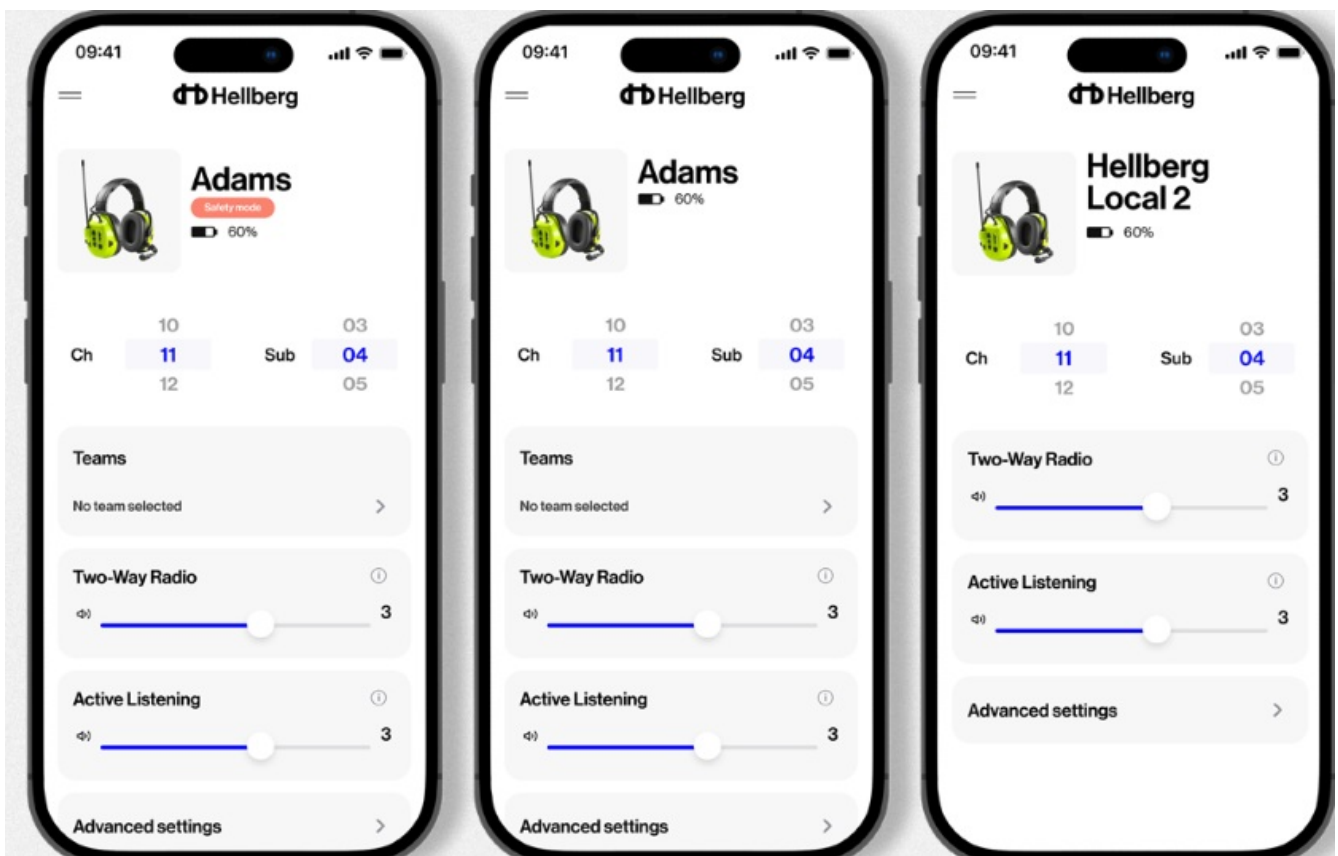 09:41
Hellberg
Adams
Safety mode
60%
10
03
Ch
11
Sub
04
12
05
Teams
No team selected
Two-Way Radio
3
Active Listening
3
Advanced settings
09:41
Hellberg
Adams
60%
10
03
Ch
11
Sub
04
12
05
Teams
No team selected
Two-Way Radio
3
Active Listening
3
Advanced settings
09:41
Hellberg
Hellberg
Local 2
60%
10
03
Ch
11
Sub
04
12
05
Two-Way Radio
3
Active Listening
3
Advanced settings